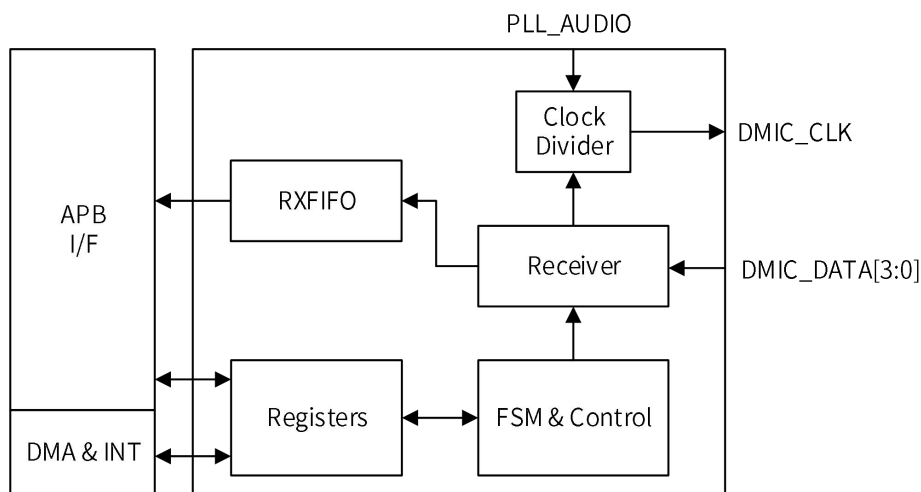 PLL_AUDIO
Clock
Divider
DMIC_CLK
RXFIFO
APB
I/F
Receiver
DMIC_DATA[3:0]
Registers
FSM & Control
DMA & INT